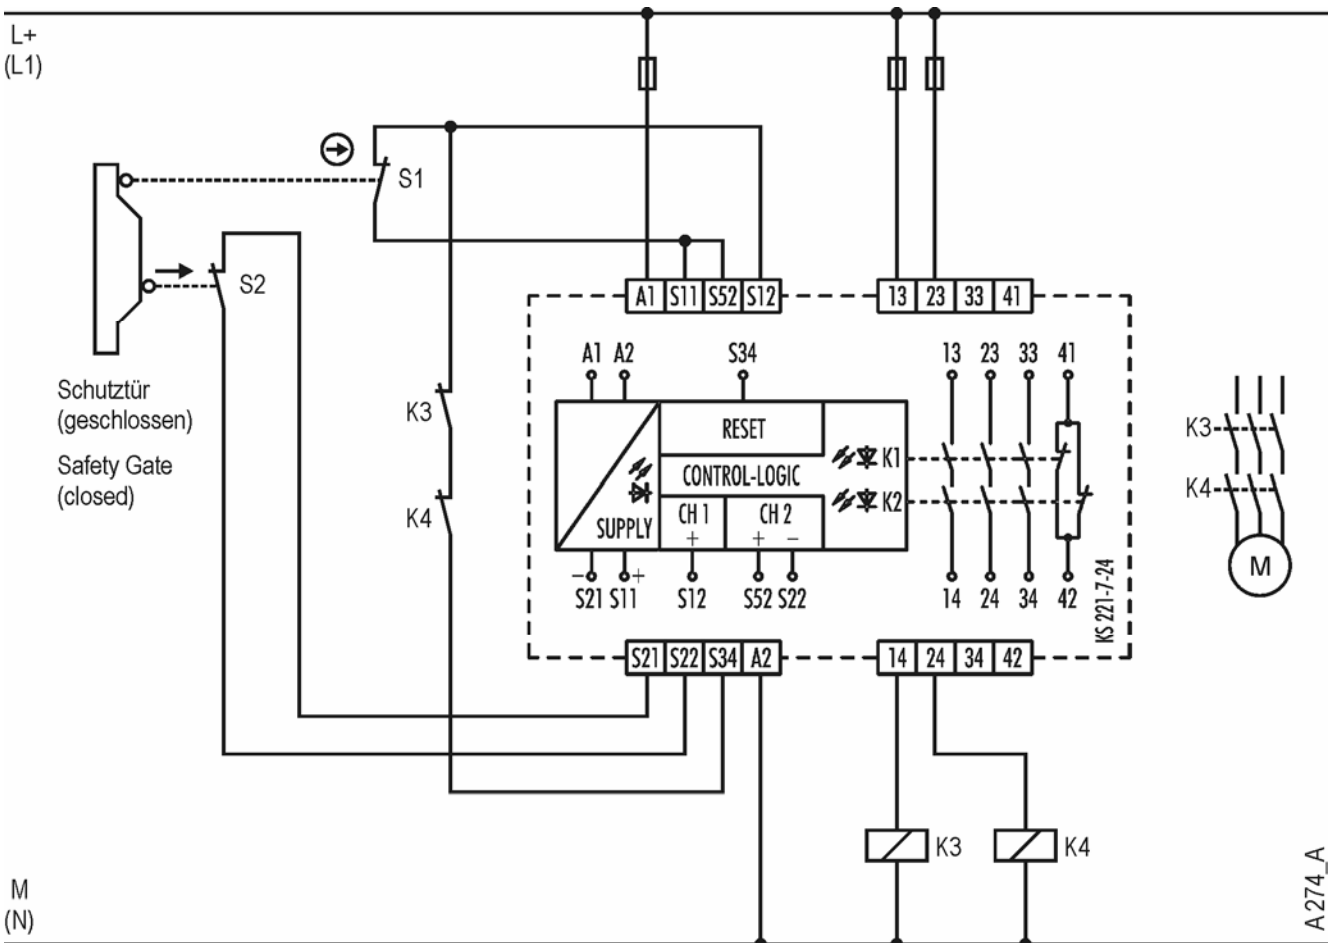 L+
(L1)
S1
S2
A1 S11 S52 S12
13 23 33 41
Schutztür
(geschlossen)
Safety Gate
(closed)
K3
K4
A1 A2 S34
13 23 33 41
RESET
CONTROL-LOGIC
SUPPLY
CH 1
+
CH 2
+ −
K1
K2
− +
S21 S11 S12 S52 S22
14 24 34 42
KS 221-7-24
K3
K4
M
S21 S22 S34 A2
14 24 34 42
K3
K4
M
(N)
A274_A